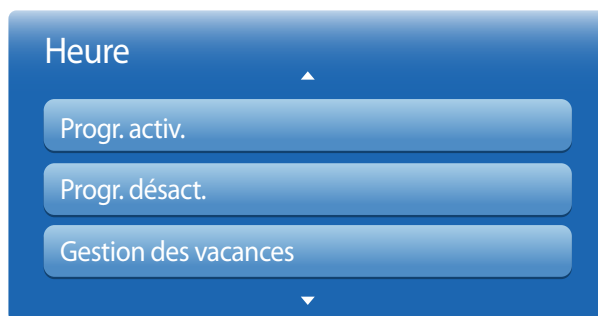 Heure
Progr. activ.
Progr. désact.
Gestion des vacances